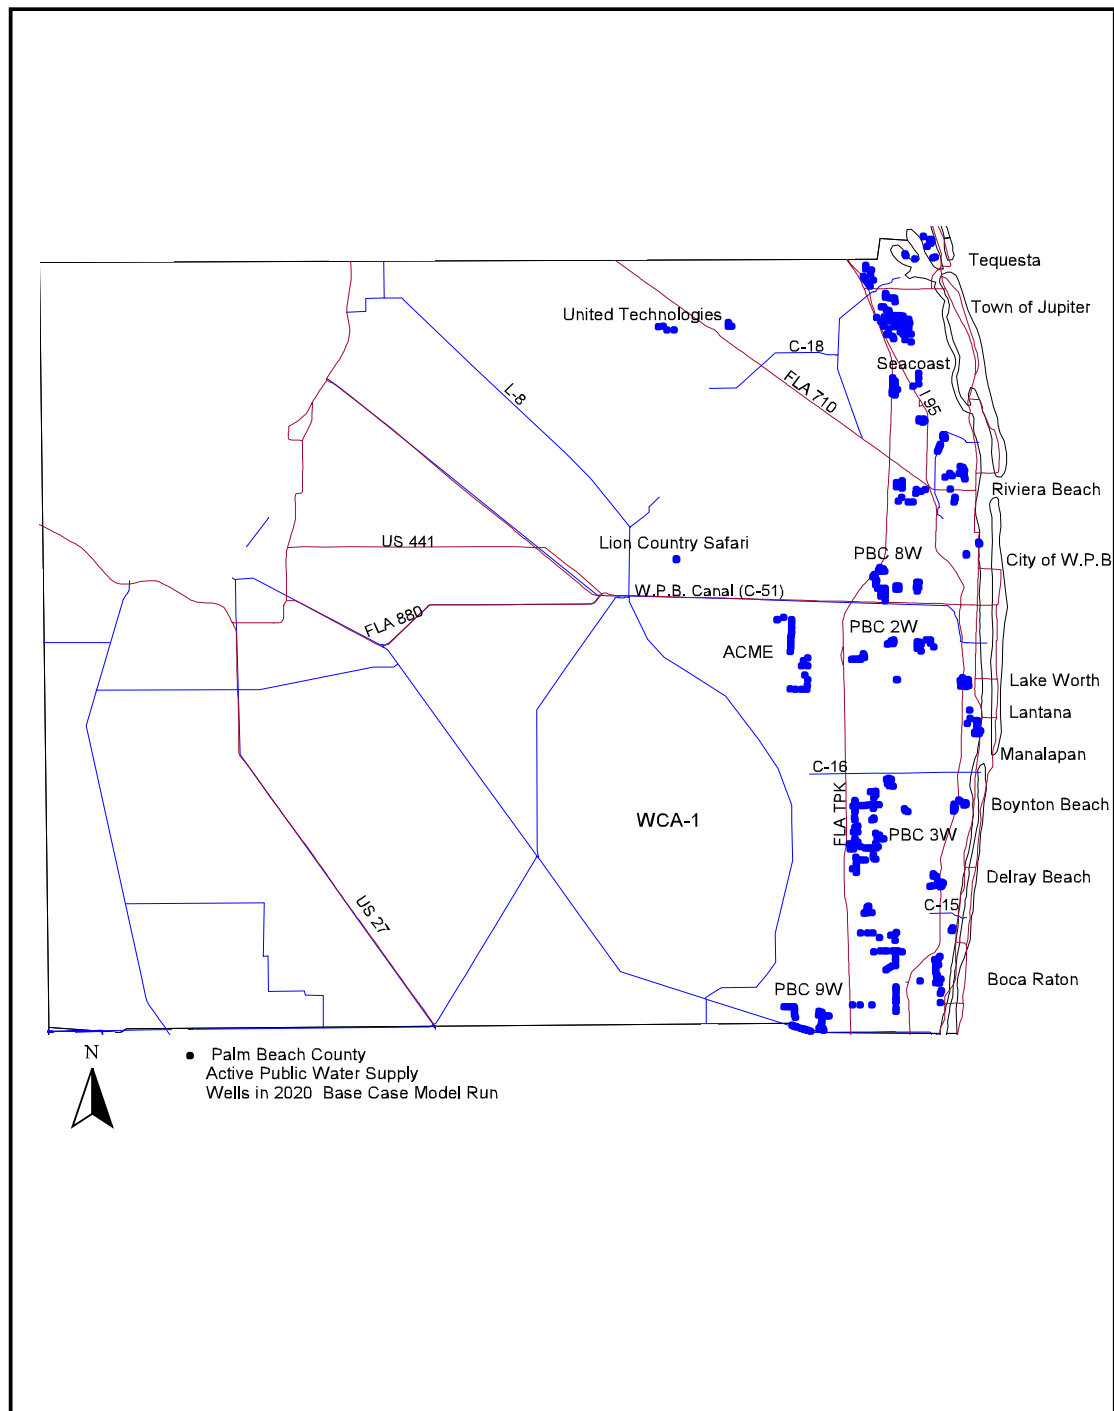 Tequesta
Town of Jupiter
United Technologies
C-18
Seacoast
FLA 710
I 95
L-8
Riviera Beach
US 441
Lion Country Safari
PBC 8W
City of W.P.B
W.P.B. Canal (C-51)
FLA 880
PBC 2W
ACME
Lake Worth
Lantana
Manalapan
C-16
FLA TPK
Boynton Beach
WCA-1
PBC 3W
Delray Beach
C-15
US 27
Boca Raton
PBC 9W
N
Palm Beach County
Active Public Water Supply
Wells in 2020 Base Case Model Run